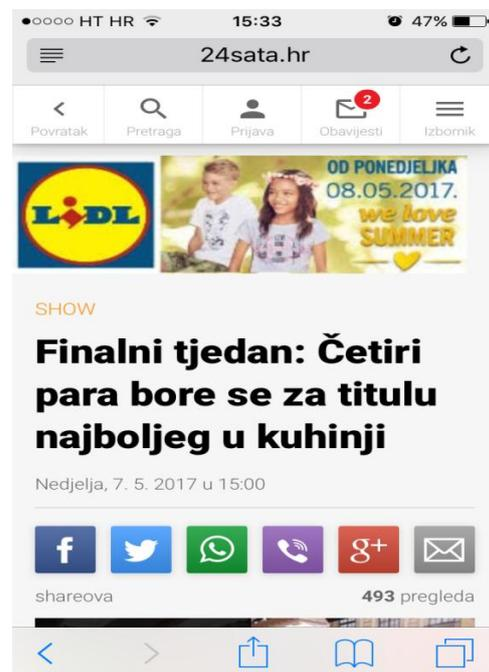 HT HR 15:33 47%
24sata.hr
Povratak Pretraga Prijava Obavijesti 2 Izbornik
LIDL
OD PONEDJELJKA
08.05.2017.
we love
SUMMER
SHOW
Finalni tjedan: Četiri
para bore se za titulu
najboljeg u kuhinji
Nedjelja, 7. 5. 2017 u 15:00
f g+
shareova 493 pregleda